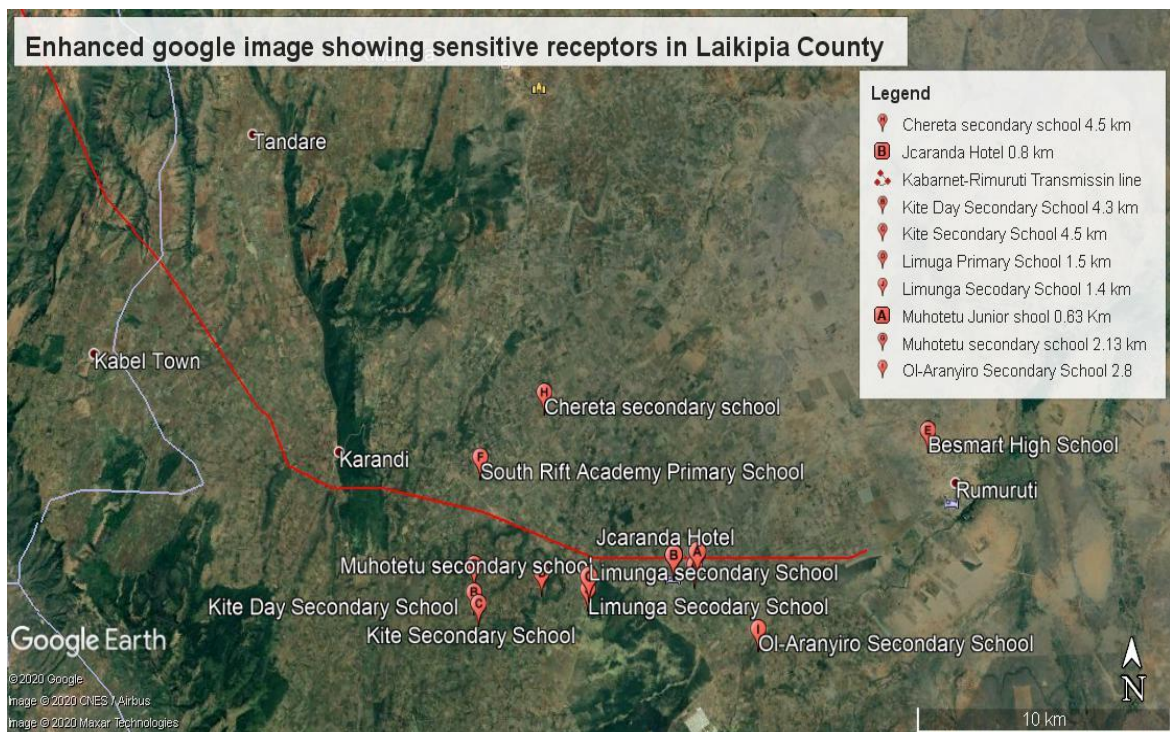 Enhanced google image showing sensitive receptors in Laikipia County
Legend
Chereta secondary school 4.5 km
B Jcaranda Hotel 0.8 km
Kabarnet-Rimuruti Transmissin line
Kite Day Secondary School 4.3 km
Kite Secondary School 4.5 km
Limuga Primary School 1.5 km
Limunga Secodary School 1.4 km
A Muhotetu Junior shool 0.63 Km
Muhotetu secondary school 2.13 km
Ol-Aranyiro Secondary School 2.8
Tandare
Kabel Town
H
Chereta secondary school
E
Besmart High School
Karandi
F
South Rift Academy Primary School
Rumuruti
Jcaranda Hotel
B
A
Muhotetu secondary school
Limunga secondary school
B
Kite Day Secondary School
C
Limunga Secodary School
Kite Secondary School
I
Ol-Aranyiro Secondary School
Google Earth
© 2020 Google
Image © 2020 CNES / Airbus
Image © 2020 Maxar Technologies
N
10 km